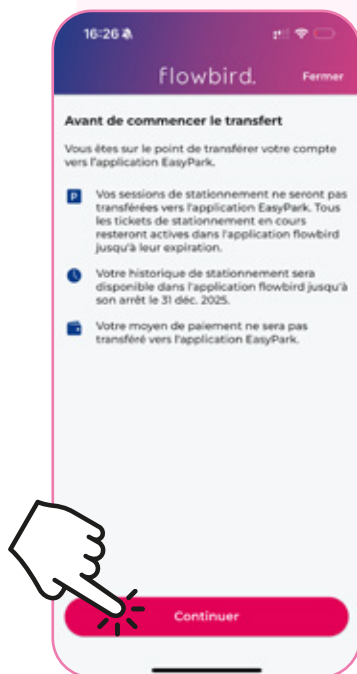 16:26
flowbird.
Fermer
Avant de commencer le transfert
Vous êtes sur le point de transférer votre compte
vers l'application EasyPark.
P
Vos sessions de stationnement ne seront pas
transférées vers l'application EasyPark. Tous
les tickets de stationnement en cours
resteront actives dans l'application flowbird
jusqu'à leur expiration.
Votre historique de stationnement sera
disponible dans l'application flowbird jusqu'à
son arrêt le 31 déc. 2025.
Votre moyen de paiement ne sera pas
transféré vers l'application EasyPark.
Continuer